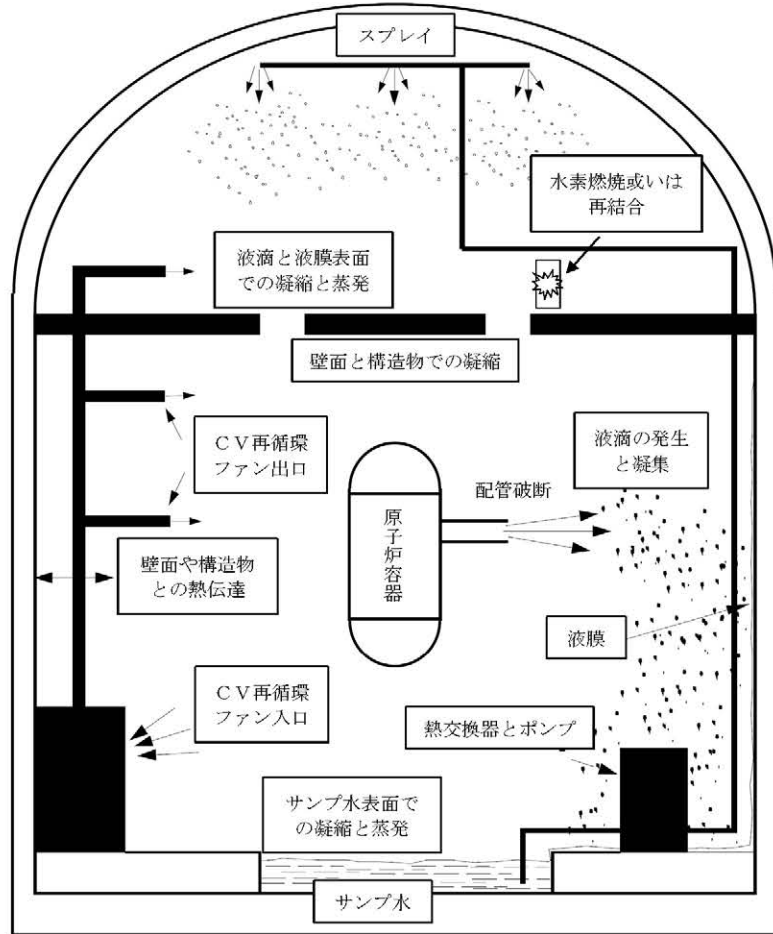 スプレイ
水素燃焼或いは
再結合
液滴と液膜表面
での凝縮と蒸発
壁面と構造物での凝縮
CV再循環
ファン出口
液滴の発生
と凝集
配管破断
原子炉容器
壁面や構造物
との熱伝達
液膜
CV再循環
ファン入口
熱交換器とポンプ
サンプ水表面で
の凝縮と蒸発
サンプ水